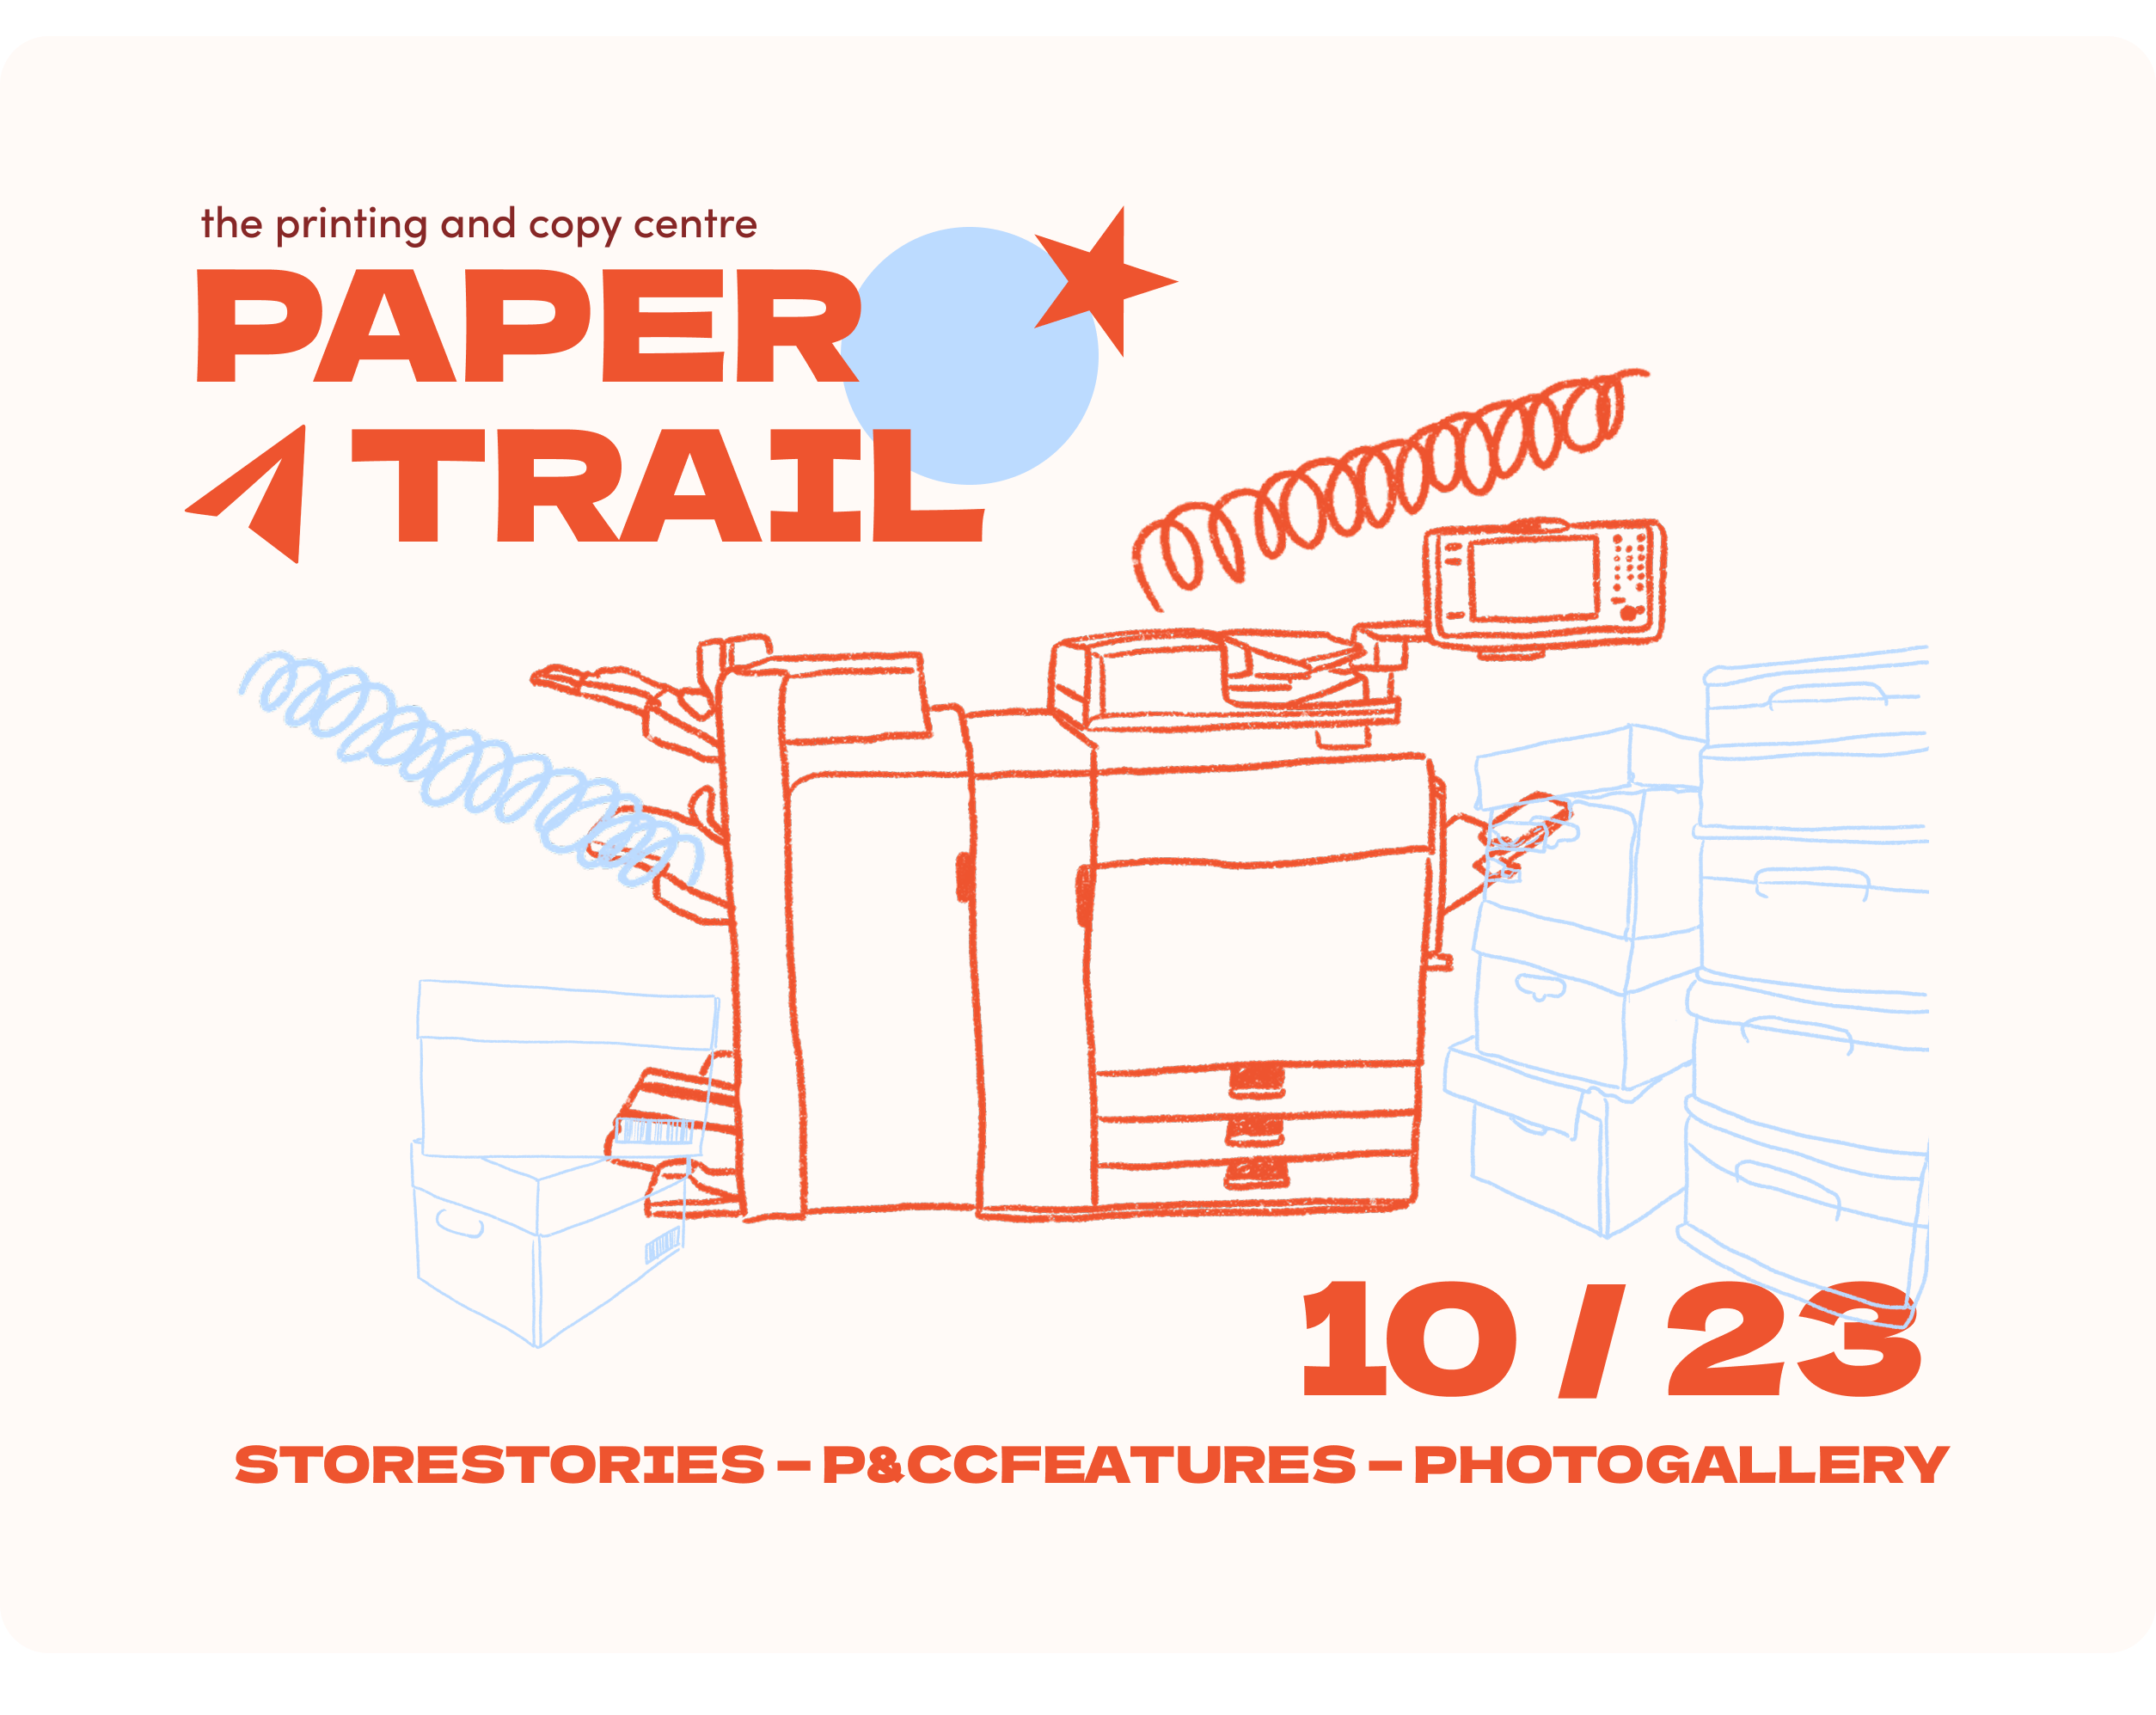 the printing and copy centre
PAPER
TRAIL
10 / 23
STORESTORIES – P&CCFEATURES – PHOTOGALLERY